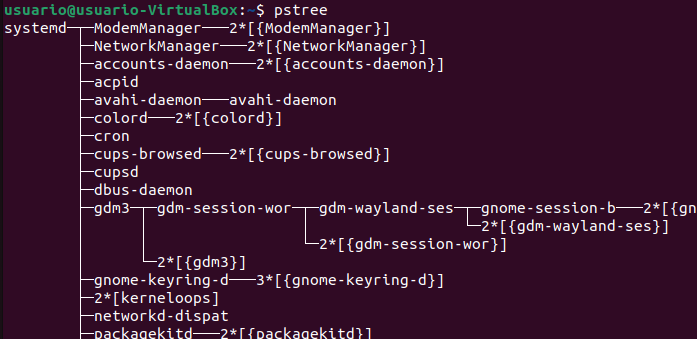 usuario@usuario-VirtualBox:~$ pstree
systemd─┬─ModemManager───2*[{ModemManager}]
        ├─NetworkManager───2*[{NetworkManager}]
        ├─accounts-daemon───2*[{accounts-daemon}]
        ├─acpid
        ├─avahi-daemon───avahi-daemon
        ├─colord───2*[{colord}]
        ├─cron
        ├─cups-browsed───2*[{cups-browsed}]
        ├─cupsd
        ├─dbus-daemon
        ├─gdm3─┬─gdm-session-wor─┬─gdm-wayland-ses─┬─gnome-session-b───2*[{gn
        │      │                 │                 └─2*[{gdm-wayland-ses}]
        │      │                 └─2*[{gdm-session-wor}]
        │      └─2*[{gdm3}]
        ├─gnome-keyring-d───3*[{gnome-keyring-d}]
        ├─2*[kerneloops]
        ├─networkd-dispat
        ├─packagekitd───2*[{packagekitd}]